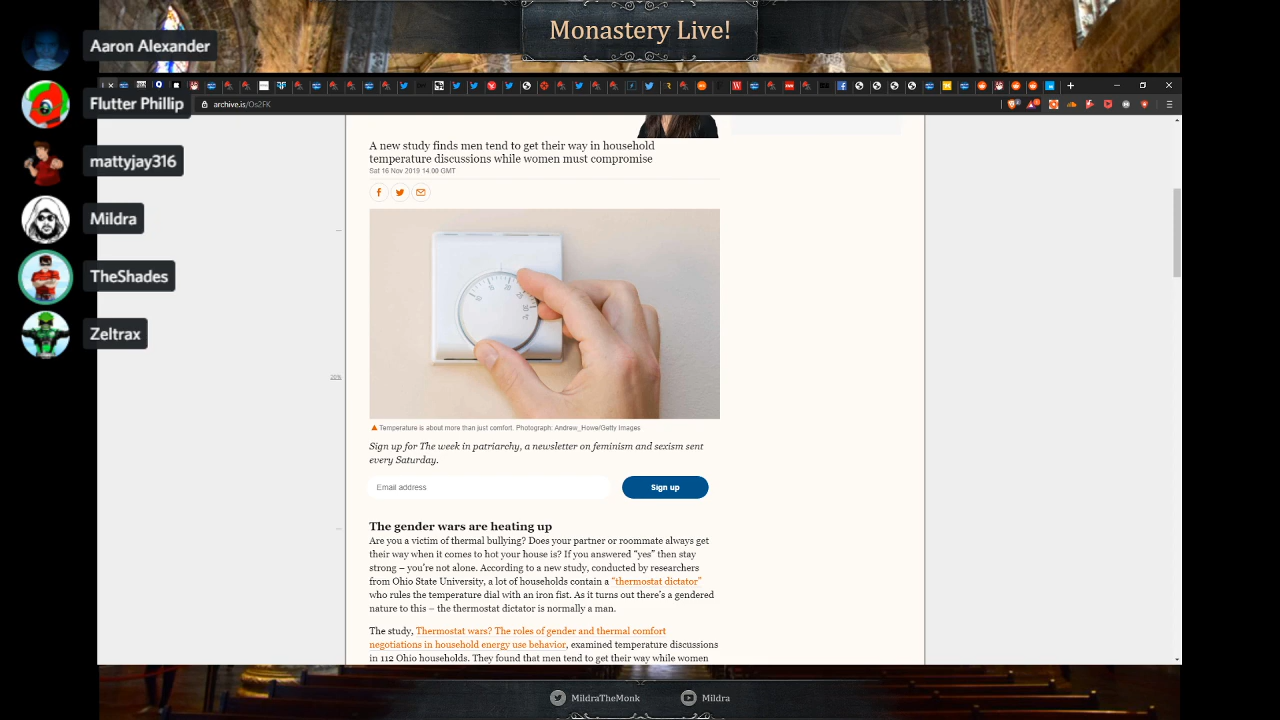 Monastery Live!
Aaron Alexander
Flutter Phillip
mattyjay316
Mildra
TheShades
Zeltrax
archive.is/Os2FK
A new study finds men tend to get their way in household
temperature discussions while women must compromise
Sat 16 Nov 2019 14.00 GMT
20%
Temperature is about more than just comfort. Photograph: Andrew_Howe/Getty Images
Sign up for The week in patriarchy, a newsletter on feminism and sexism sent
every Saturday.
Email address
Sign up
The gender wars are heating up
Are you a victim of thermal bullying? Does your partner or roommate always get
their way when it comes to hot your house is? If you answered “yes” then stay
strong – you’re not alone. According to a new study, conducted by researchers
from Ohio State University, a lot of households contain a “thermostat dictator”
who rules the temperature dial with an iron fist. As it turns out there’s a gendered
nature to this – the thermostat dictator is normally a man.
The study, Thermostat wars? The roles of gender and thermal comfort
negotiations in household energy use behavior, examined temperature discussions
in 112 Ohio households. They found that men tend to get their way while women
MildraTheMonk
Mildra